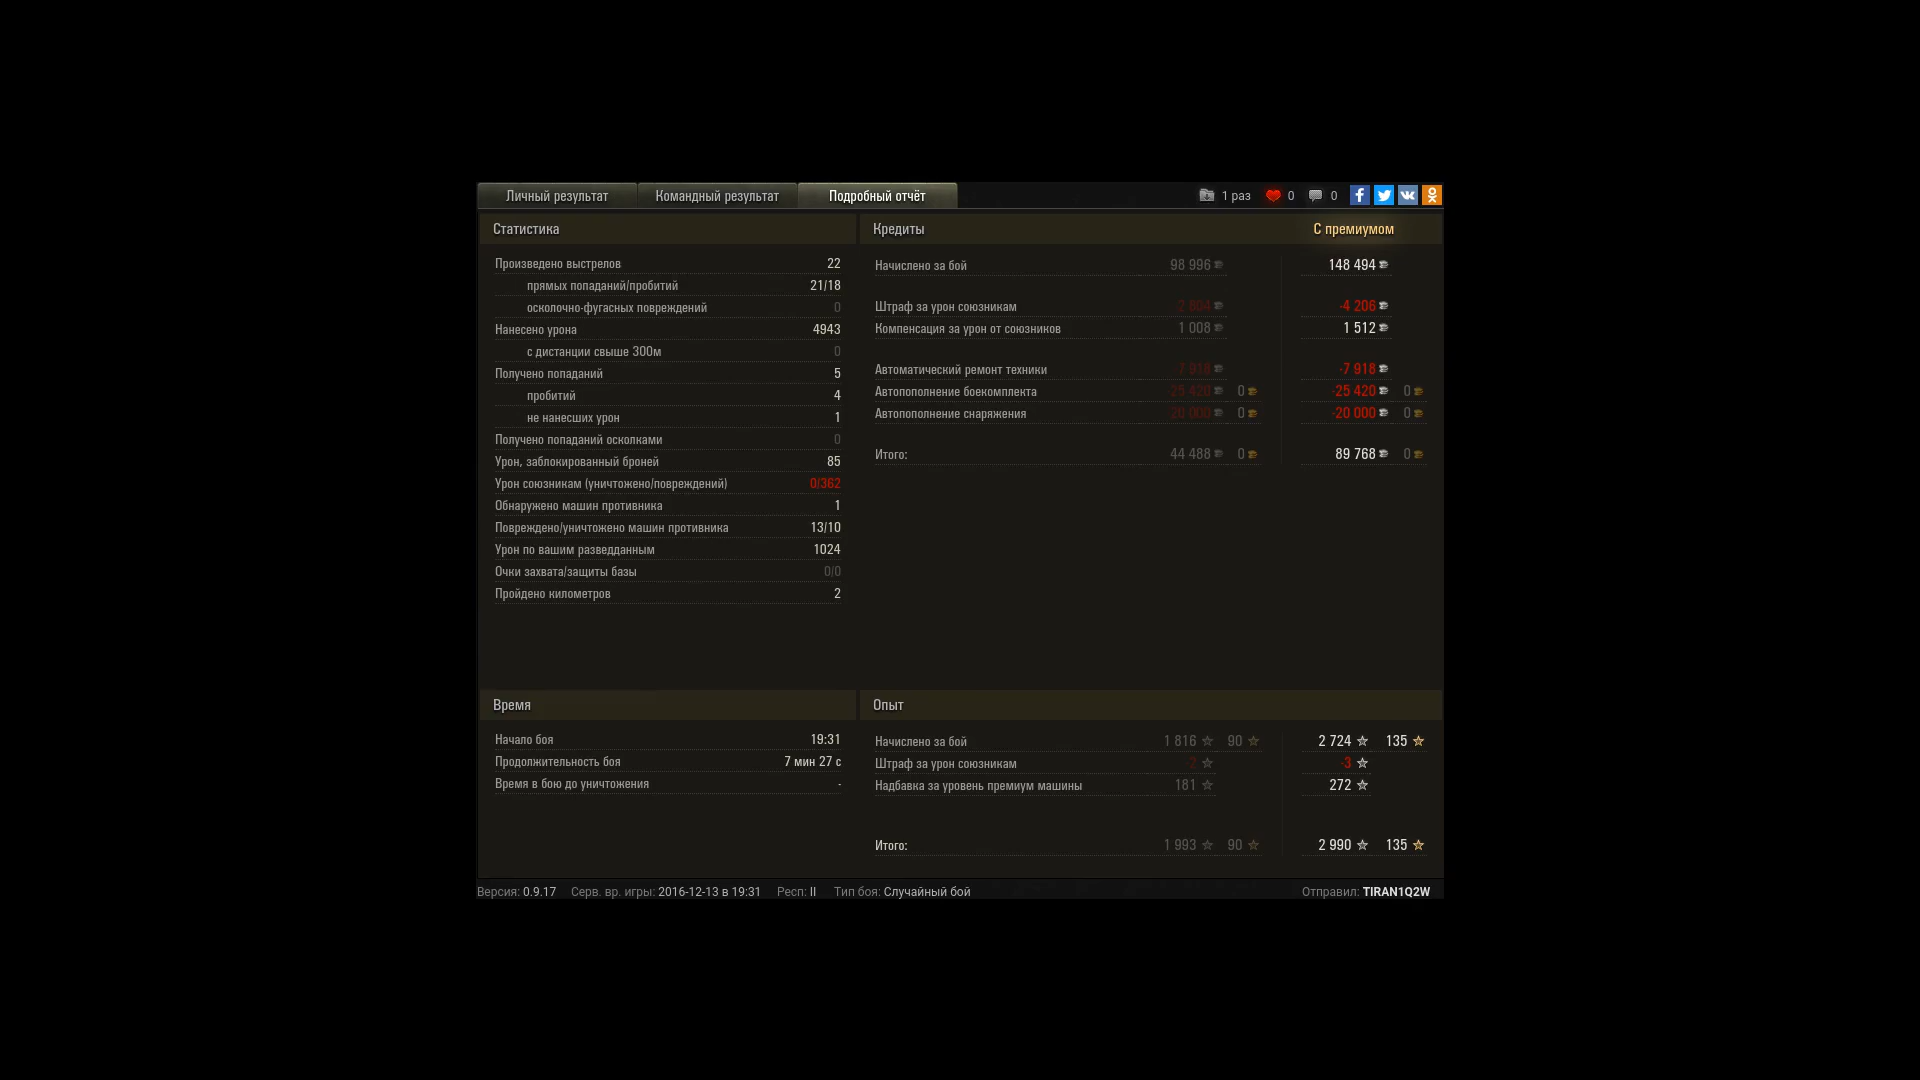 Личный результат Командный результат Подробный отчёт 1 раз 0 0
Статистика
Произведено выстрелов 22
прямых попаданий/пробитий 21/18
осколочно-фугасных повреждений 0
Нанесено урона 4943
с дистанции свыше 300м 0
Получено попаданий 5
пробитий 4
не нанесших урон 1
Получено попаданий осколками 0
Урон, заблокированный броней 85
Урон союзникам (уничтожено/повреждений) 0/362
Обнаружено машин противника 1
Повреждено/уничтожено машин противника 13/10
Урон по вашим разведданным 1024
Очки захвата/защиты базы 0/0
Пройдено километров 2
Кредиты С премиумом
Начислено за бой 98 996 148 494
Штраф за урон союзникам -2 804 -4 206
Компенсация за урон от союзников 1 008 1 512
Автоматический ремонт техники -7 918 -7 918
Автопополнение боекомплекта -25 420 0 -25 420 0
Автопополнение снаряжения -20 000 0 -20 000 0
Итого: 44 488 0 89 768 0
Время
Начало боя 19:31
Продолжительность боя 7 мин 27 с
Время в бою до уничтожения -
Опыт
Начислено за бой 1 816 90 2 724 135
Штраф за урон союзникам -2 -3
Надбавка за уровень премиум машины 181 272
Итого: 1 993 90 2 990 135
Версия: 0.9.17 Серв. вр. игры: 2016-12-13 в 19:31 Респ: II Тип боя: Случайный бой Отправил: TIRAN1Q2W